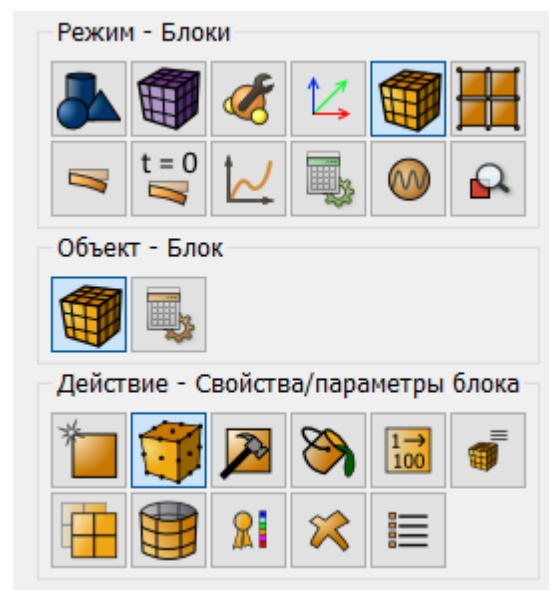 Режим - Блоки
t = 0
Объект - Блок
Действие - Свойства/параметры блока
1→
100